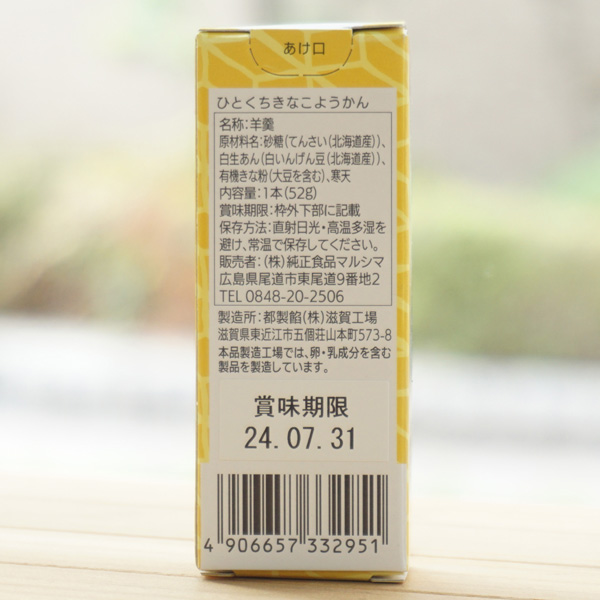 あけ口
ひとくちきなこようかん
名称:羊羹
原材料名:砂糖(てんさい(北海道産))、
白生あん(白いんげん豆(北海道産))、
有機きな粉(大豆を含む)、寒天
内容量:1本(52g)
賞味期限:枠外下部に記載
保存方法:直射日光・高温多湿を
避け、常温で保存してください。
販売者:(株)純正食品マルシマ
広島県尾道市東尾道9番地2
TEL 0848-20-2506
製造所:都製餡(株)滋賀工場
滋賀県東近江市五個荘山本町573-8
本品製造工場では、卵・乳成分を含む
製品を製造しています。
賞味期限
24.07.31
4 906657 332951